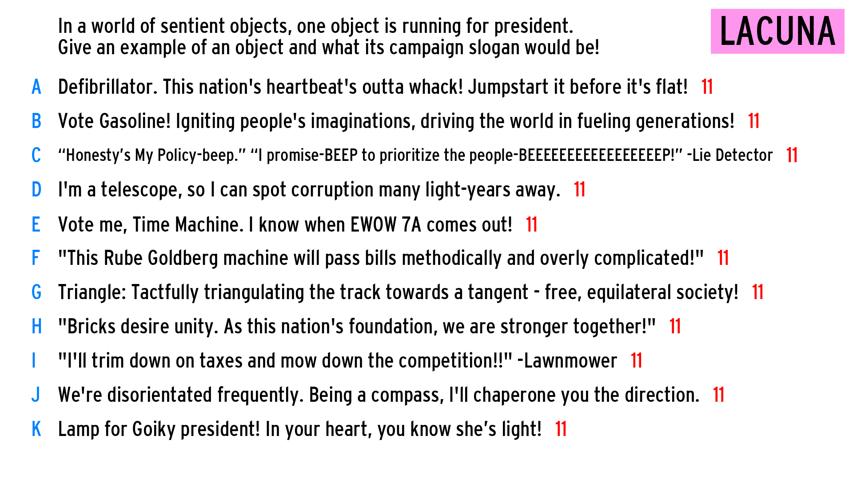 In a world of sentient objects, one object is running for president.
Give an example of an object and what its campaign slogan would be!
LACUNA
A Defibrillator. This nation's heartbeat's outta whack! Jumpstart it before it's flat! 11
B Vote Gasoline! Igniting people's imaginations, driving the world in fueling generations! 11
C “Honesty’s My Policy-beep.” “I promise-BEEP to prioritize the people-BEEEEEEEEEEEEEEEEEP!” -Lie Detector 11
D I'm a telescope, so I can spot corruption many light-years away. 11
E Vote me, Time Machine. I know when EWOW 7A comes out! 11
F "This Rube Goldberg machine will pass bills methodically and overly complicated!" 11
G Triangle: Tactfully triangulating the track towards a tangent - free, equilateral society! 11
H "Bricks desire unity. As this nation's foundation, we are stronger together!" 11
I "I'll trim down on taxes and mow down the competition!!" -Lawnmower 11
J We're disorientated frequently. Being a compass, I'll chaperone you the direction. 11
K Lamp for Goiky president! In your heart, you know she’s light! 11